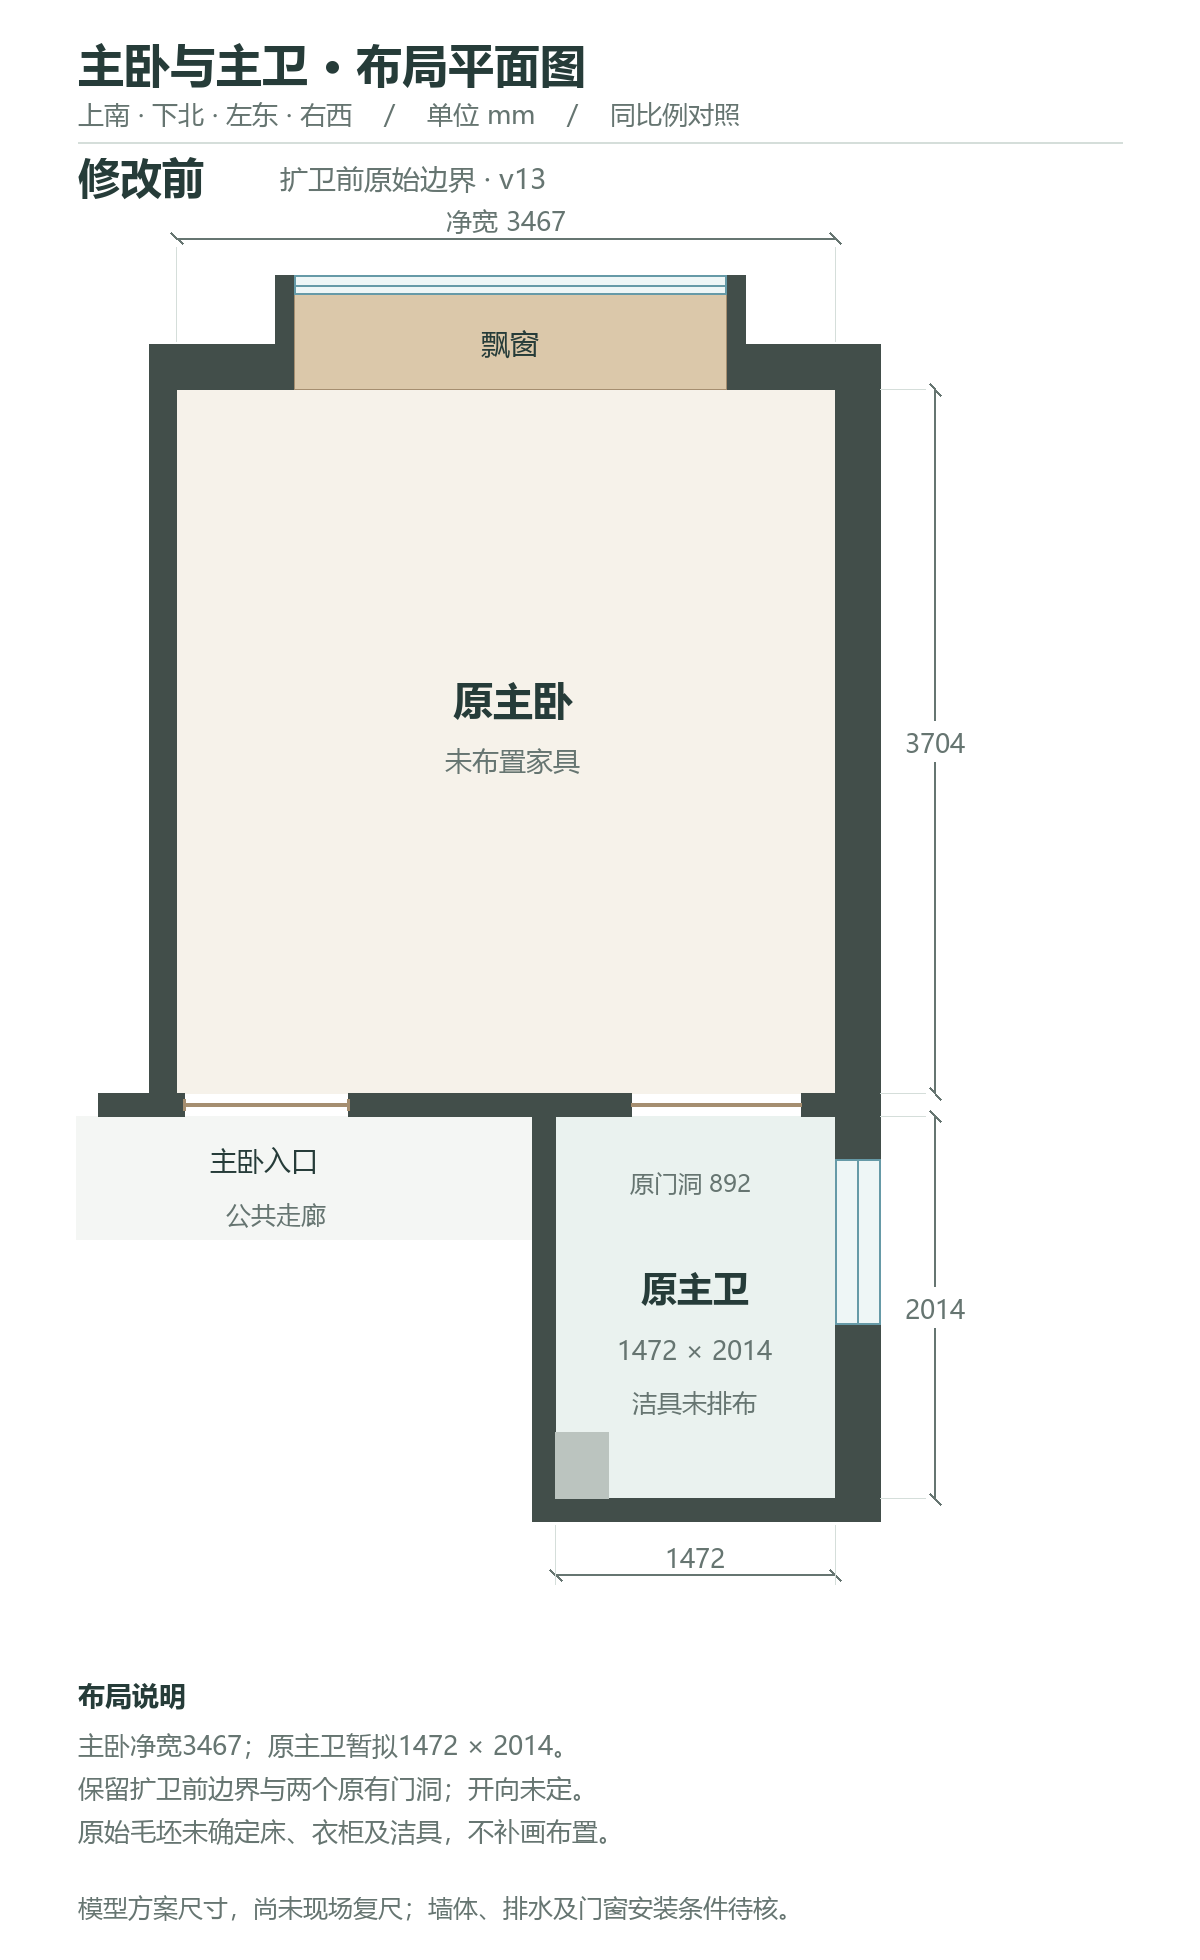 主卧与主卫 • 布局平面图
上南 · 下北 · 左东 · 右西 / 单位 mm / 同比例对照
修改前 扩卫前原始边界 · v13
净宽 3467
飘窗
原主卧
未布置家具
3704
主卧入口
公共走廊
原门洞 892
原主卫
1472 × 2014
洁具未排布
2014
1472
布局说明
主卧净宽3467；原主卫暂拟1472 × 2014。
保留扩卫前边界与两个原有门洞；开向未定。
原始毛坯未确定床、衣柜及洁具，不补画布置。
模型方案尺寸，尚未现场复尺；墙体、排水及门窗安装条件待核。